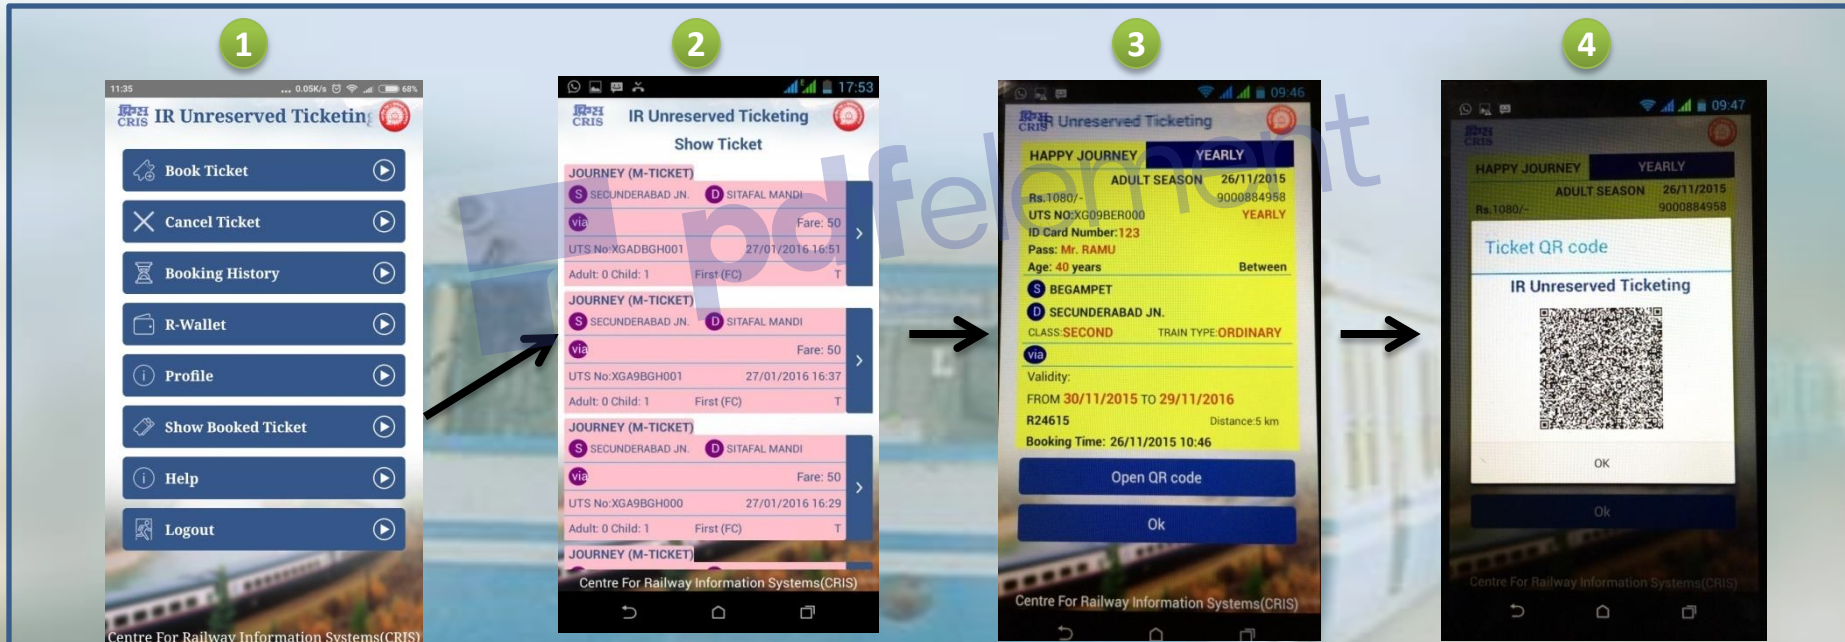 1
11:35 ... 0.05K/s 68%
क्रिस
CRIS IR Unreserved Ticketing
Book Ticket
Cancel Ticket
Booking History
R-Wallet
Profile
Show Booked Ticket
Help
Logout
Centre For Railway Information Systems(CRIS)
2
17:53
क्रिस
CRIS IR Unreserved Ticketing
Show Ticket
JOURNEY (M-TICKET)
S SECUNDERABAD JN. D SITAFAL MANDI
via Fare: 50
UTS No:XGADBGH001 27/01/2016 16:51
Adult: 0 Child: 1 First (FC) T
JOURNEY (M-TICKET)
S SECUNDERABAD JN. D SITAFAL MANDI
via Fare: 50
UTS No:XGA9BGH001 27/01/2016 16:37
Adult: 0 Child: 1 First (FC) T
JOURNEY (M-TICKET)
S SECUNDERABAD JN. D SITAFAL MANDI
via Fare: 50
UTS No:XGA9BGH000 27/01/2016 16:29
Adult: 0 Child: 1 First (FC) T
JOURNEY (M-TICKET)
Centre For Railway Information Systems(CRIS)
3
09:46
क्रिस
CRIS IR Unreserved Ticketing
HAPPY JOURNEY YEARLY
ADULT SEASON 26/11/2015
Rs.1080/- 9000884958
UTS NO:XG09BER000 YEARLY
ID Card Number:123
Pass: Mr. RAMU
Age: 40 years Between
S BEGAMPET
D SECUNDERABAD JN.
CLASS:SECOND TRAIN TYPE:ORDINARY
via
Validity:
FROM 30/11/2015 TO 29/11/2016
R24615 Distance:5 km
Booking Time: 26/11/2015 10:46
Open QR code
Ok
Centre For Railway Information Systems(CRIS)
4
09:47
क्रिस
CRIS
HAPPY JOURNEY YEARLY
ADULT SEASON 26/11/2015
Rs.1080/- 9000884958
Ticket QR code
IR Unreserved Ticketing
OK
Ok
Centre For Railway Information Systems(CRIS)
pdfelement